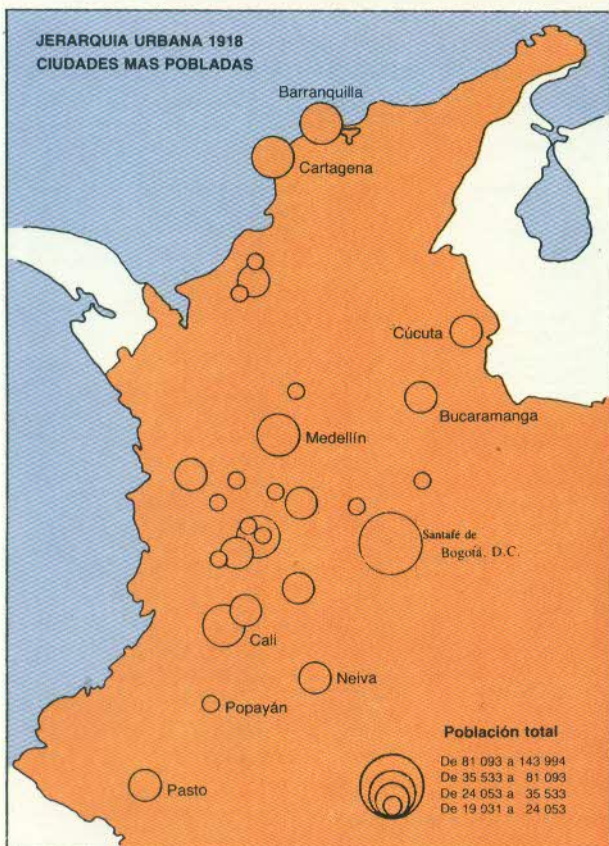 JERARQUIA URBANA 1918
CIUDADES MAS POBLADAS
Barranquilla
Cartagena
Cúcuta
Bucaramanga
Medellín
Santafé de
Bogotá, D.C.
Cali
Neiva
Popayán
Pasto
Población total
De 81 093 a 143 994
De 35 533 a 81 093
De 24 053 a 35 533
De 19 031 a 24 053